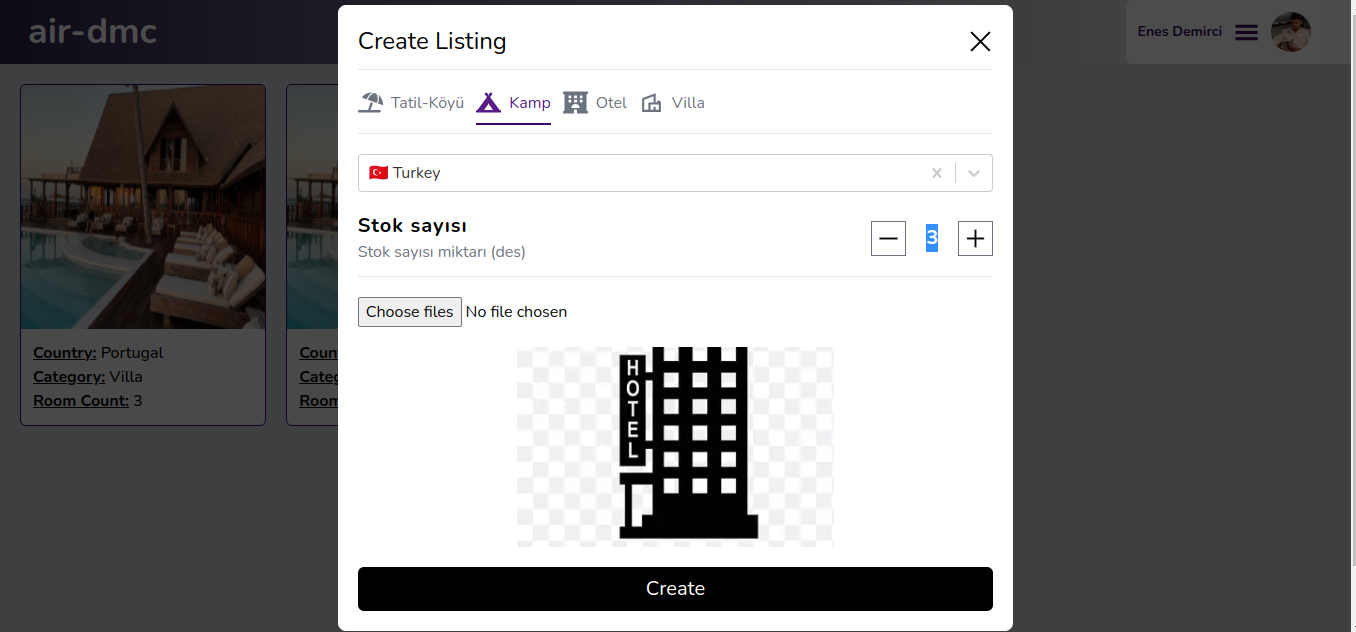 air-dmc
Enes Demirci
Create Listing
Tatil-Köyü Kamp Otel Villa
Turkey
Stok sayısı
Stok sayısı miktarı (des)
3
Choose files No file chosen
HOTEL
Create
Country: Portugal
Category: Villa
Room Count: 3
Coun
Categ
Room